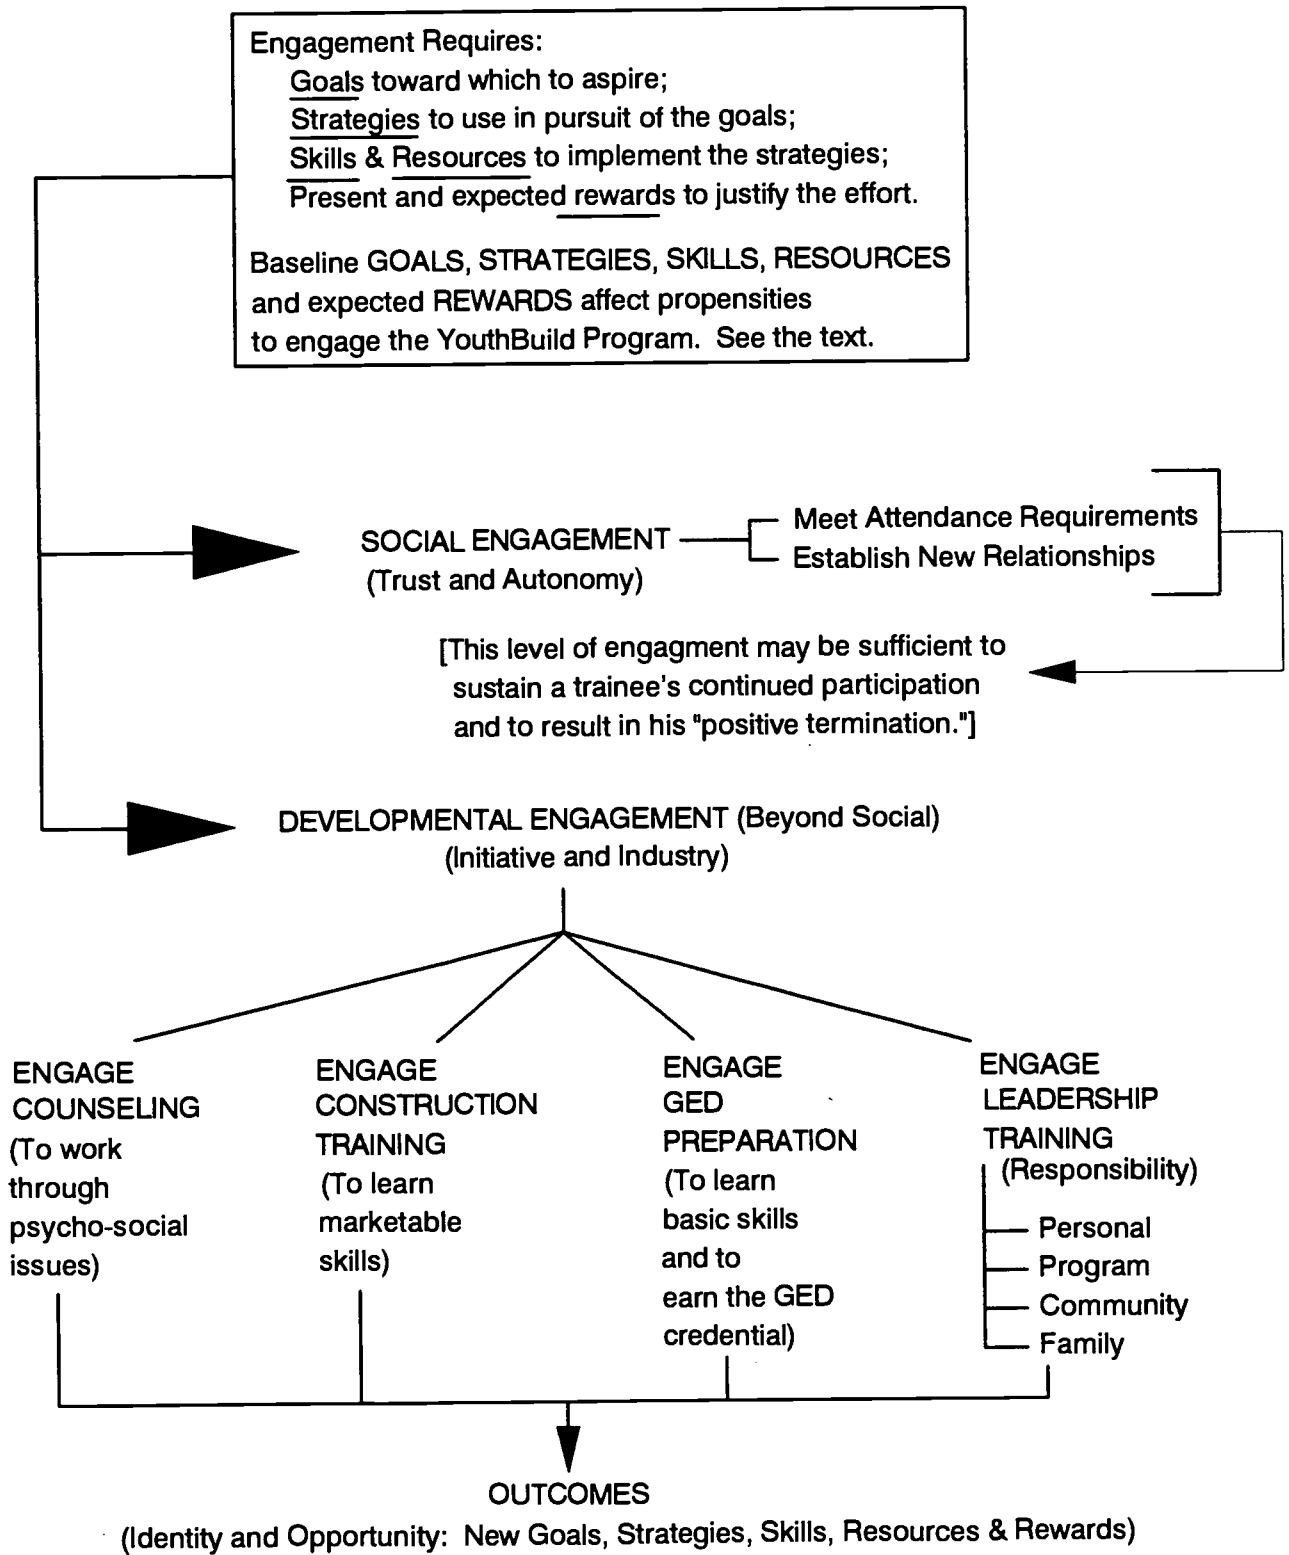 Engagement Requires:
Goals toward which to aspire;
Strategies to use in pursuit of the goals;
Skills & Resources to implement the strategies;
Present and expected rewards to justify the effort.
Baseline GOALS, STRATEGIES, SKILLS, RESOURCES
and expected REWARDS affect propensities
to engage the YouthBuild Program. See the text.
SOCIAL ENGAGEMENT
(Trust and Autonomy)
Meet Attendance Requirements
Establish New Relationships
[This level of engagment may be sufficient to
sustain a trainee's continued participation
and to result in his "positive termination."]
DEVELOPMENTAL ENGAGEMENT (Beyond Social)
(Initiative and Industry)
ENGAGE
COUNSELING
(To work
through
psycho-social
issues)
ENGAGE
CONSTRUCTION
TRAINING
(To learn
marketable
skills)
ENGAGE
GED
PREPARATION
(To learn
basic skills
and to
earn the GED
credential)
ENGAGE
LEADERSHIP
TRAINING
(Responsibility)
Personal
Program
Community
Family
OUTCOMES
(Identity and Opportunity: New Goals, Strategies, Skills, Resources & Rewards)